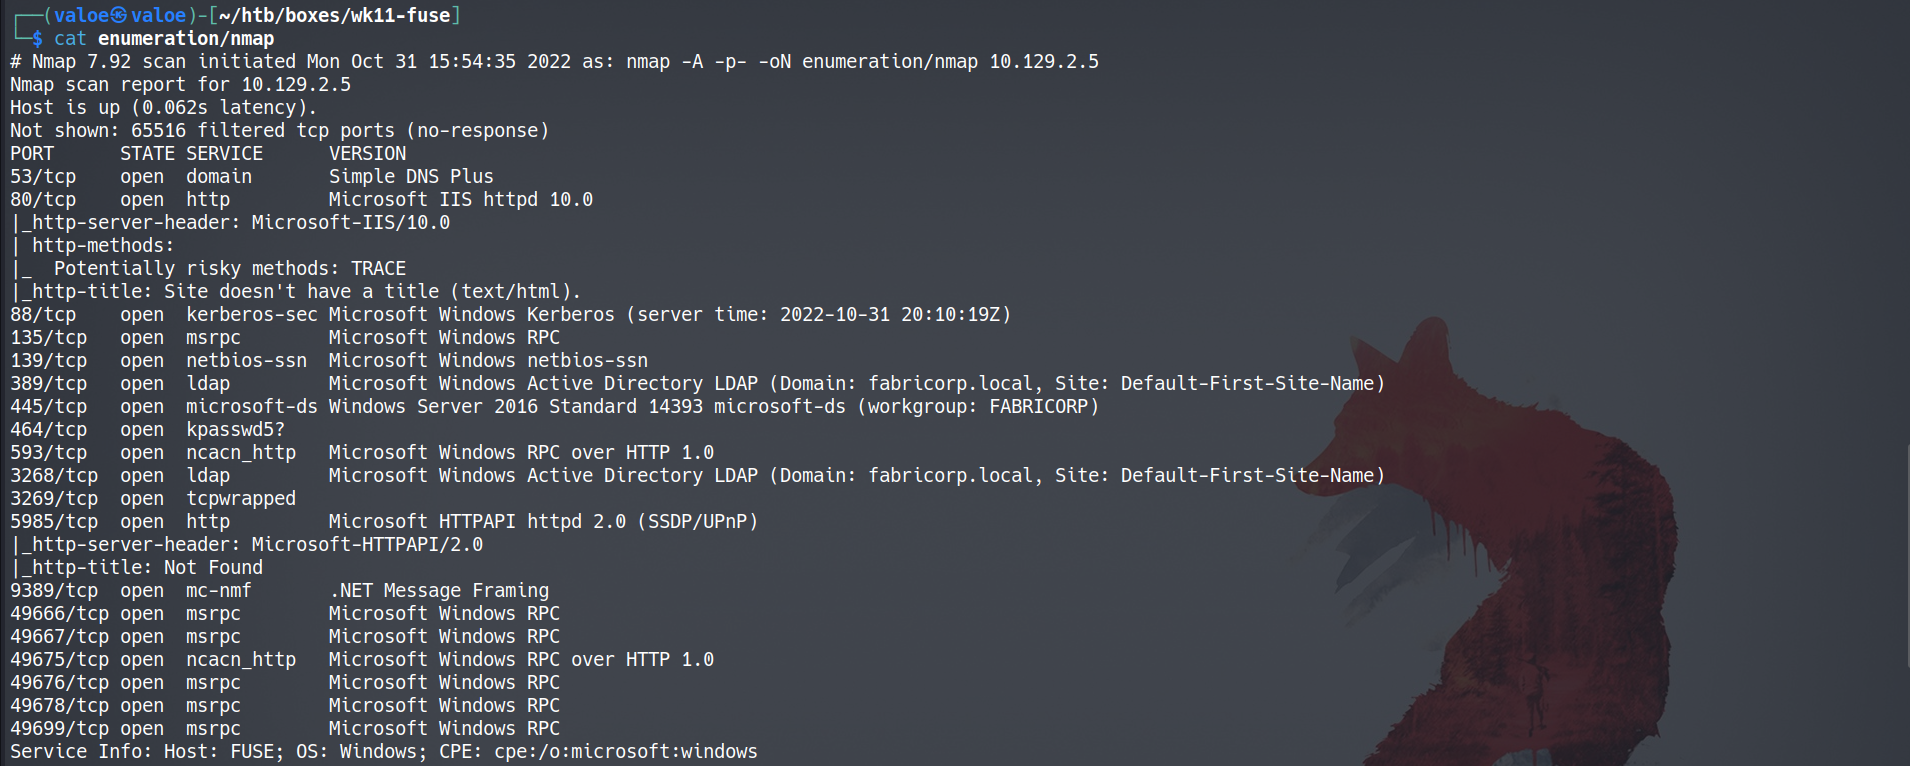 ┌──(valoe㉿valoe)-[~/htb/boxes/wk11-fuse]
└─$ cat enumeration/nmap
# Nmap 7.92 scan initiated Mon Oct 31 15:54:35 2022 as: nmap -A -p- -oN enumeration/nmap 10.129.2.5
Nmap scan report for 10.129.2.5
Host is up (0.062s latency).
Not shown: 65516 filtered tcp ports (no-response)
PORT      STATE SERVICE      VERSION
53/tcp    open  domain       Simple DNS Plus
80/tcp    open  http         Microsoft IIS httpd 10.0
|_http-server-header: Microsoft-IIS/10.0
| http-methods:
|_  Potentially risky methods: TRACE
|_http-title: Site doesn't have a title (text/html).
88/tcp    open  kerberos-sec Microsoft Windows Kerberos (server time: 2022-10-31 20:10:19Z)
135/tcp   open  msrpc        Microsoft Windows RPC
139/tcp   open  netbios-ssn  Microsoft Windows netbios-ssn
389/tcp   open  ldap         Microsoft Windows Active Directory LDAP (Domain: fabricorp.local, Site: Default-First-Site-Name)
445/tcp   open  microsoft-ds Windows Server 2016 Standard 14393 microsoft-ds (workgroup: FABRICORP)
464/tcp   open  kpasswd5?
593/tcp   open  ncacn_http   Microsoft Windows RPC over HTTP 1.0
3268/tcp  open  ldap         Microsoft Windows Active Directory LDAP (Domain: fabricorp.local, Site: Default-First-Site-Name)
3269/tcp  open  tcpwrapped
5985/tcp  open  http         Microsoft HTTPAPI httpd 2.0 (SSDP/UPnP)
|_http-server-header: Microsoft-HTTPAPI/2.0
|_http-title: Not Found
9389/tcp  open  mc-nmf       .NET Message Framing
49666/tcp open  msrpc        Microsoft Windows RPC
49667/tcp open  msrpc        Microsoft Windows RPC
49675/tcp open  ncacn_http   Microsoft Windows RPC over HTTP 1.0
49676/tcp open  msrpc        Microsoft Windows RPC
49678/tcp open  msrpc        Microsoft Windows RPC
49699/tcp open  msrpc        Microsoft Windows RPC
Service Info: Host: FUSE; OS: Windows; CPE: cpe:/o:microsoft:windows